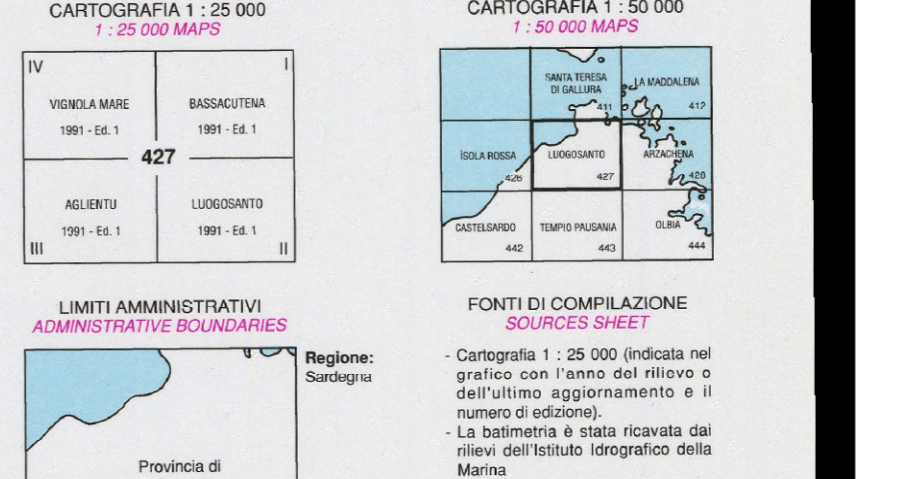 CARTOGRAFIA 1 : 25 000
1 : 25 000 MAPS
IV
I
VIGNOLA MARE
1991 - Ed. 1
BASSACUTENA
1991 - Ed. 1
427
AGLIENTU
1991 - Ed. 1
LUOGOSANTO
1991 - Ed. 1
III
II
CARTOGRAFIA 1 : 50 000
1 : 50 000 MAPS
SANTA TERESA
DI GALLURA
411
LA MADDALENA
412
ISOLA ROSSA
426
LUOGOSANTO
427
ARZACHENA
428
CASTELSARDO
442
TEMPIO PAUSANIA
443
OLBIA
444
LIMITI AMMINISTRATIVI
ADMINISTRATIVE BOUNDARIES
Regione:
Sardegna
Provincia di
FONTI DI COMPILAZIONE
SOURCES SHEET
- Cartografia 1 : 25 000 (indicata nel
grafico con l'anno del rilievo o
dell'ultimo aggiornamento e il
numero di edizione).
- La batimetria è stata ricavata dai
rilievi dell'Istituto Idrografico della
Marina